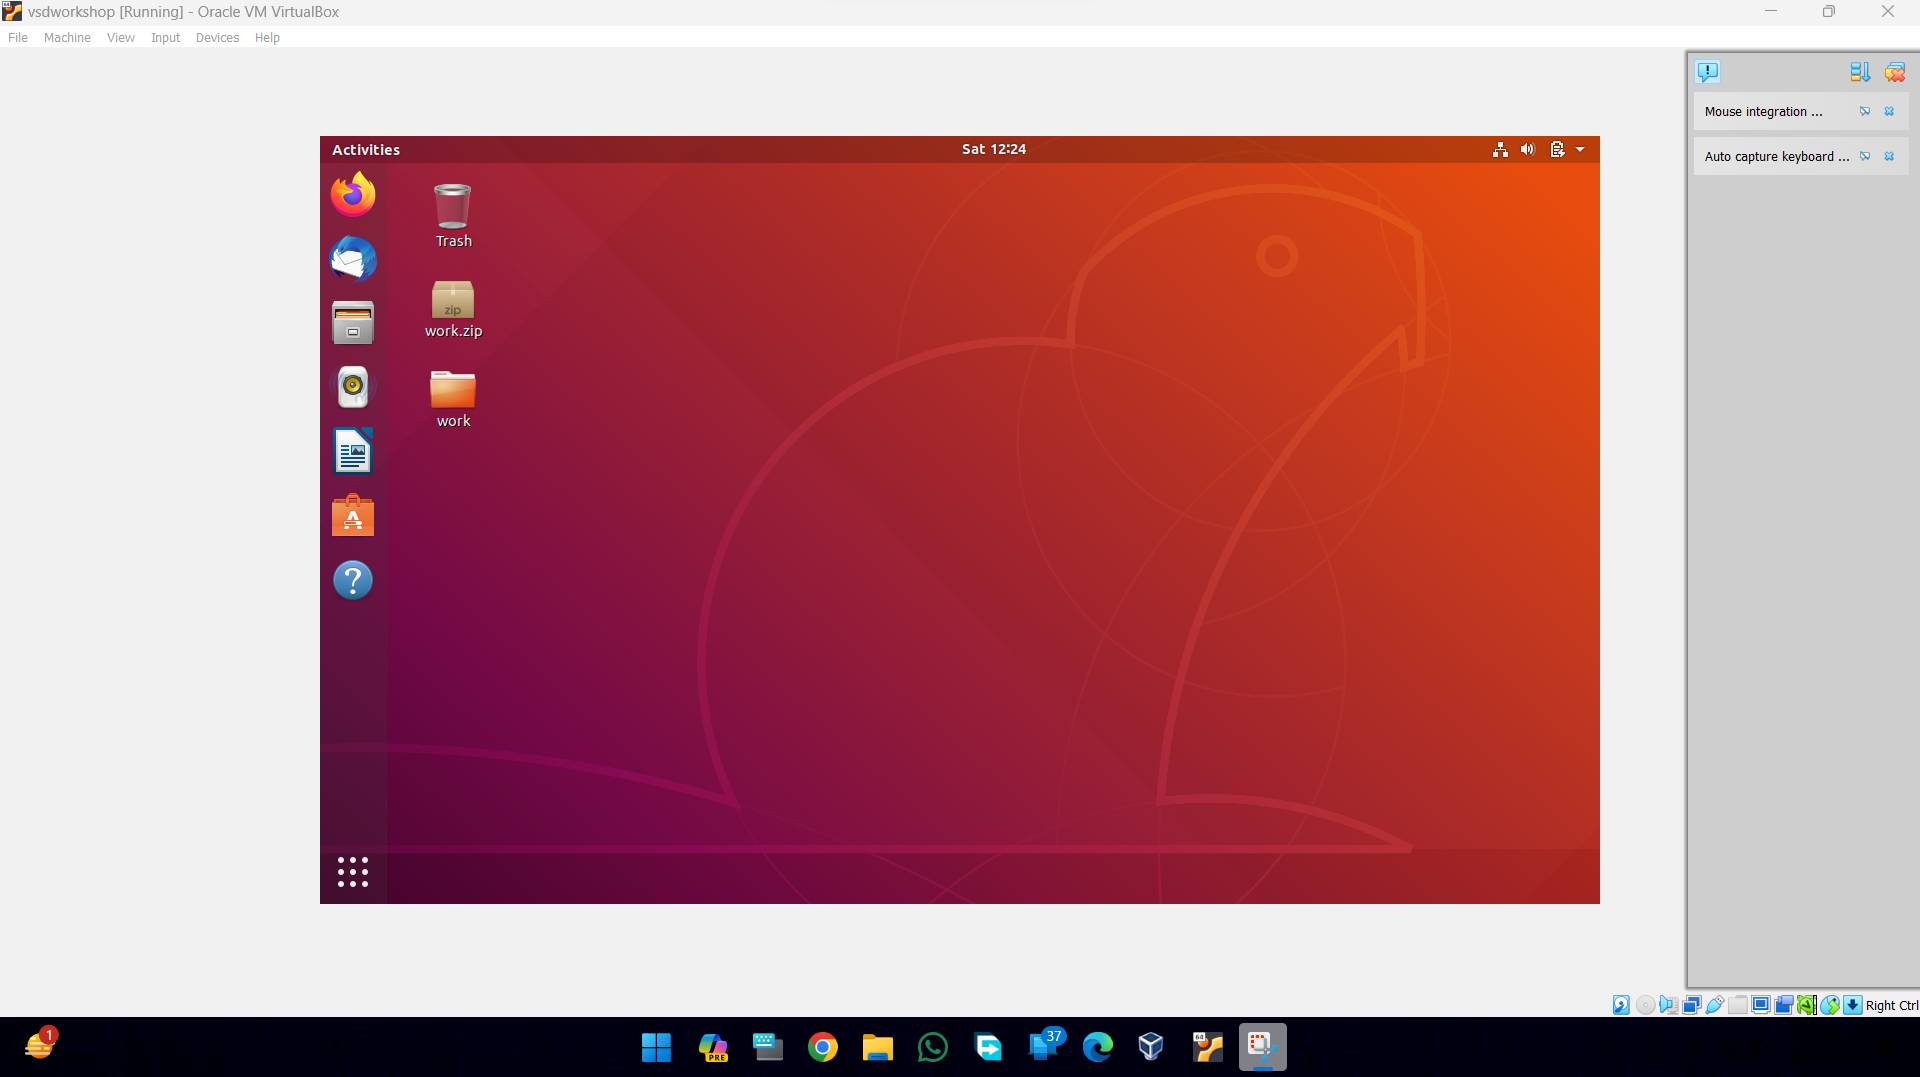 vsdworkshop [Running] - Oracle VM VirtualBox
File Machine View Input Devices Help
Mouse integration ...
Auto capture keyboard ...
Activities
Sat 12:24
Trash
zip
work.zip
work
Right Ctrl
1
PRE
37
64